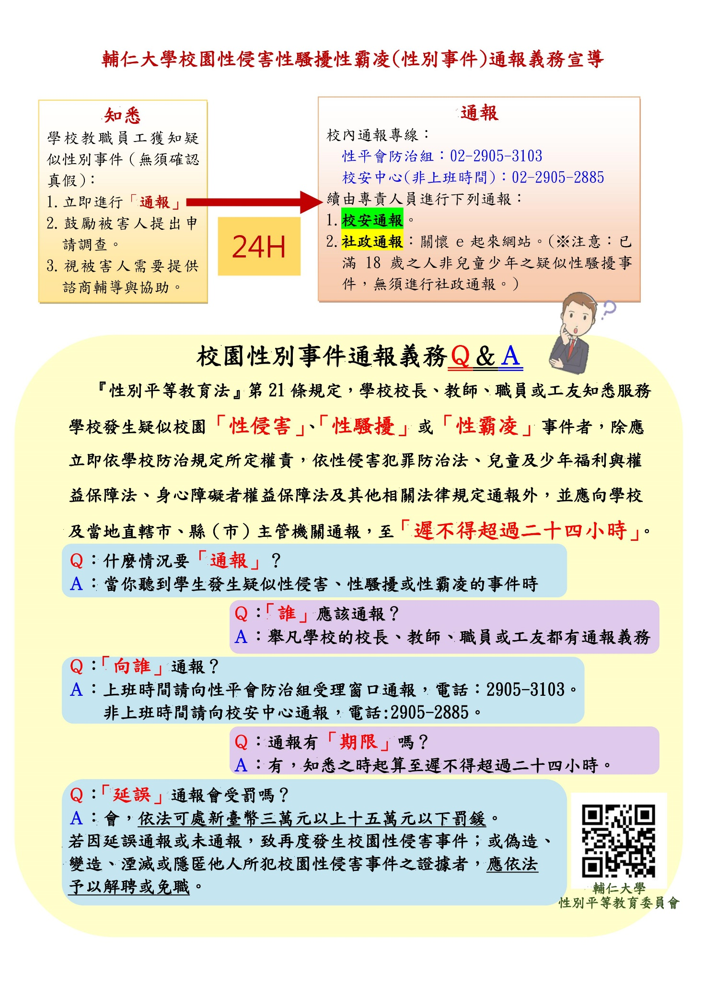 輔仁大學校園性侵害性騷擾性霸凌(性別事件)通報義務宣導
知悉
學校教職員工獲知疑
似性別事件（無須確認
真假）：
1. 立即進行「通報」
2. 鼓勵被害人提出申
請調查。
3. 視被害人需要提供
諮商輔導與協助。
24H
通報
校內通報專線：
性平會防治組：02-2905-3103
校安中心(非上班時間)：02-2905-2885
續由專責人員進行下列通報：
1. 校安通報。
2. 社政通報：關懷 e 起來網站。(※注意：已
滿 18 歲之人非兒童少年之疑似性騷擾事
件，無須進行社政通報。)
校園性別事件通報義務Q & A
『性別平等教育法』第 21 條規定，學校校長、教師、職員或工友知悉服務
學校發生疑似校園「性侵害」、「性騷擾」或「性霸凌」事件者，除應
立即依學校防治規定所定權責，依性侵害犯罪防治法、兒童及少年福利與權
益保障法、身心障礙者權益保障法及其他相關法律規定通報外，並應向學校
及當地直轄市、縣（市）主管機關通報，至「遲不得超過二十四小時」。
Q：什麼情況要「通報」？
A：當你聽到學生發生疑似性侵害、性騷擾或性霸凌的事件時
Q：「誰」應該通報？
A：舉凡學校的校長、教師、職員或工友都有通報義務
Q：「向誰」通報？
A：上班時間請向性平會防治組受理窗口通報，電話：2905-3103。
非上班時間請向校安中心通報，電話:2905-2885。
Q：通報有「期限」嗎？
A：有，知悉之時起算至遲不得超過二十四小時。
Q：「延誤」通報會受罰嗎？
A：會，依法可處新臺幣三萬元以上十五萬元以下罰鍰。
若因延誤通報或未通報，致再度發生校園性侵害事件；或偽造、
變造、湮滅或隱匿他人所犯校園性侵害事件之證據者，應依法
予以解聘或免職。
輔仁大學
性別平等教育委員會